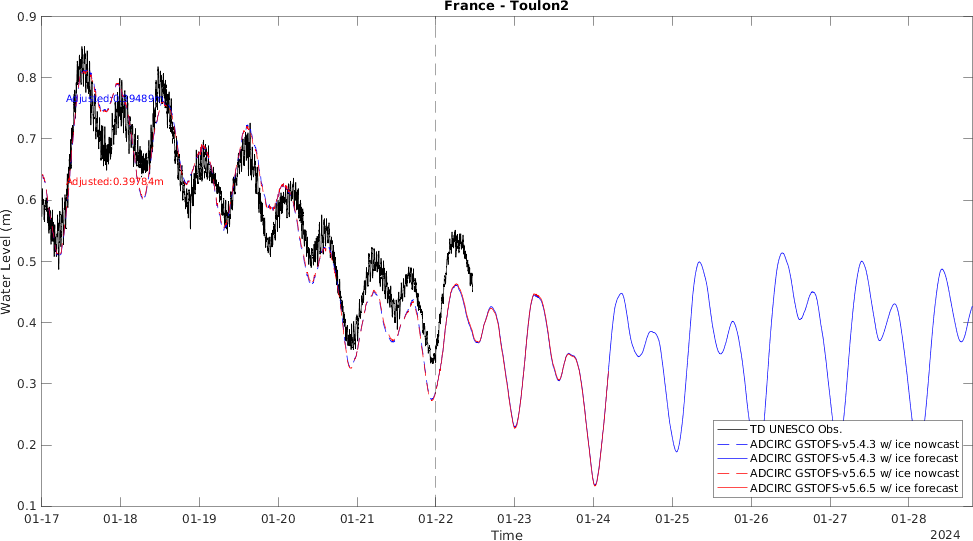 France - Toulon2
0.9
0.8
0.7
0.6
0.5
0.4
0.3
0.2
0.1
Water Level (m)
Adjusted:0.39784m
TD UNESCO Obs.
ADCIRC GSTOFS-v5.4.3 w/ ice nowcast
ADCIRC GSTOFS-v5.4.3 w/ ice forecast
ADCIRC GSTOFS-v5.6.5 w/ ice nowcast
ADCIRC GSTOFS-v5.6.5 w/ ice forecast
01-17 01-18 01-19 01-20 01-21 01-22 01-23 01-24 01-25 01-26 01-27 01-28
Time
2024